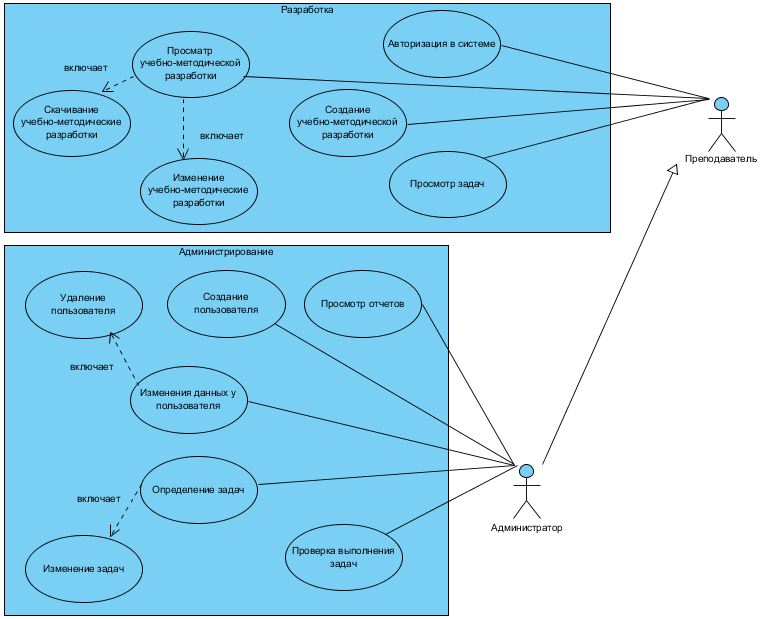 Разработка
Просматр
учебно-методической
разработки
Авторизация в системе
включает
Скачивание
учебно-методические
разработки
Создание
учебно-методической
разработки
включает
Преподаватель
Изменение
учебно-методические
разработки
Просмотр задач
Администрирование
Удаление
пользователя
Создание
пользователя
Просмотр отчетов
включает
Изменения данных у
пользователя
включает
Определение задач
Администратор
Проверка выполнения
задач
Изменение задач